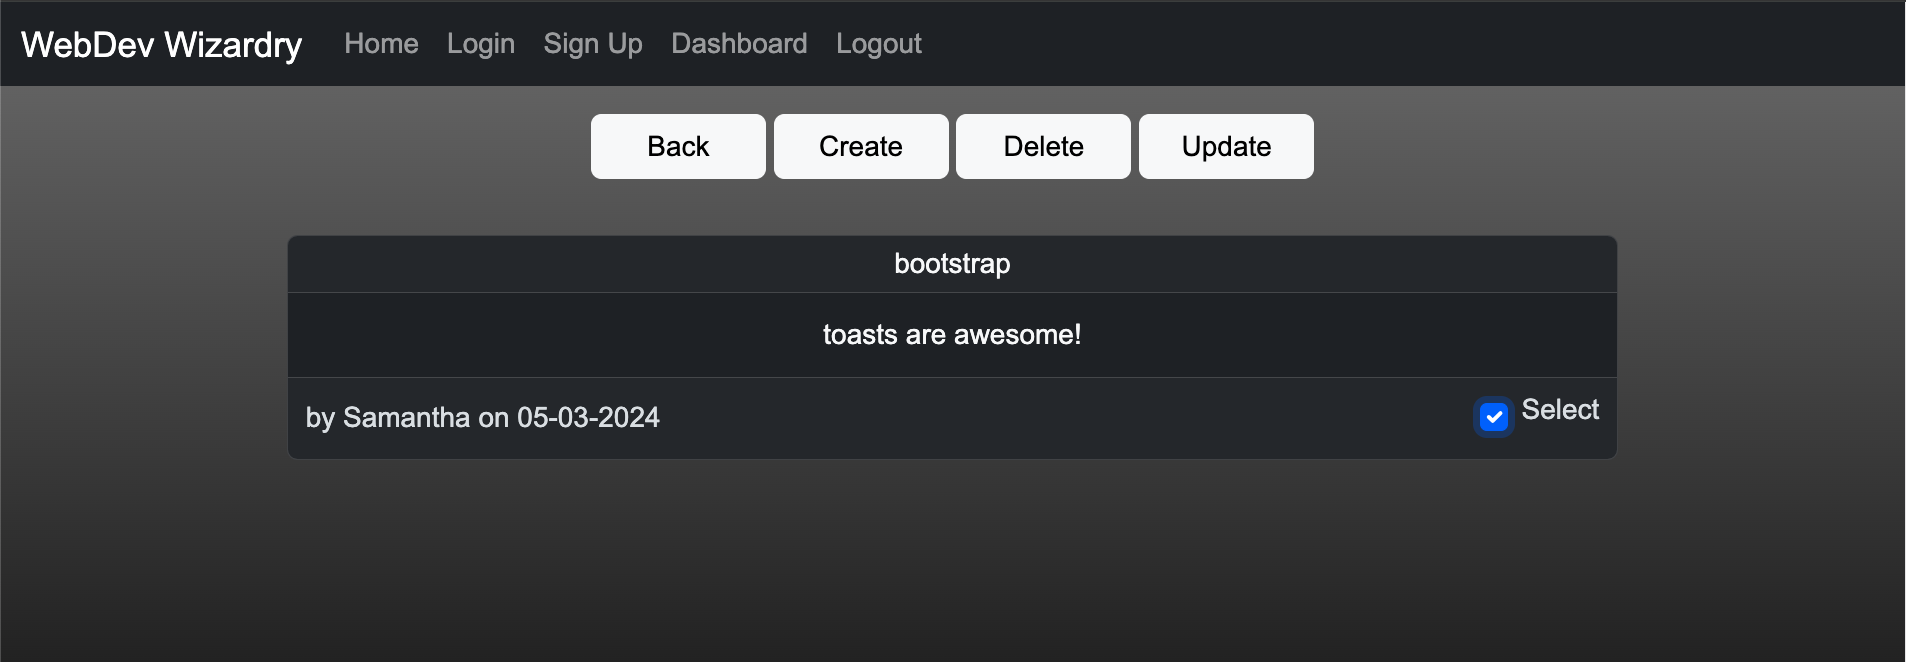 WebDev Wizardry Home Login Sign Up Dashboard Logout
Back Create Delete Update
bootstrap
toasts are awesome!
by Samantha on 05-03-2024 Select